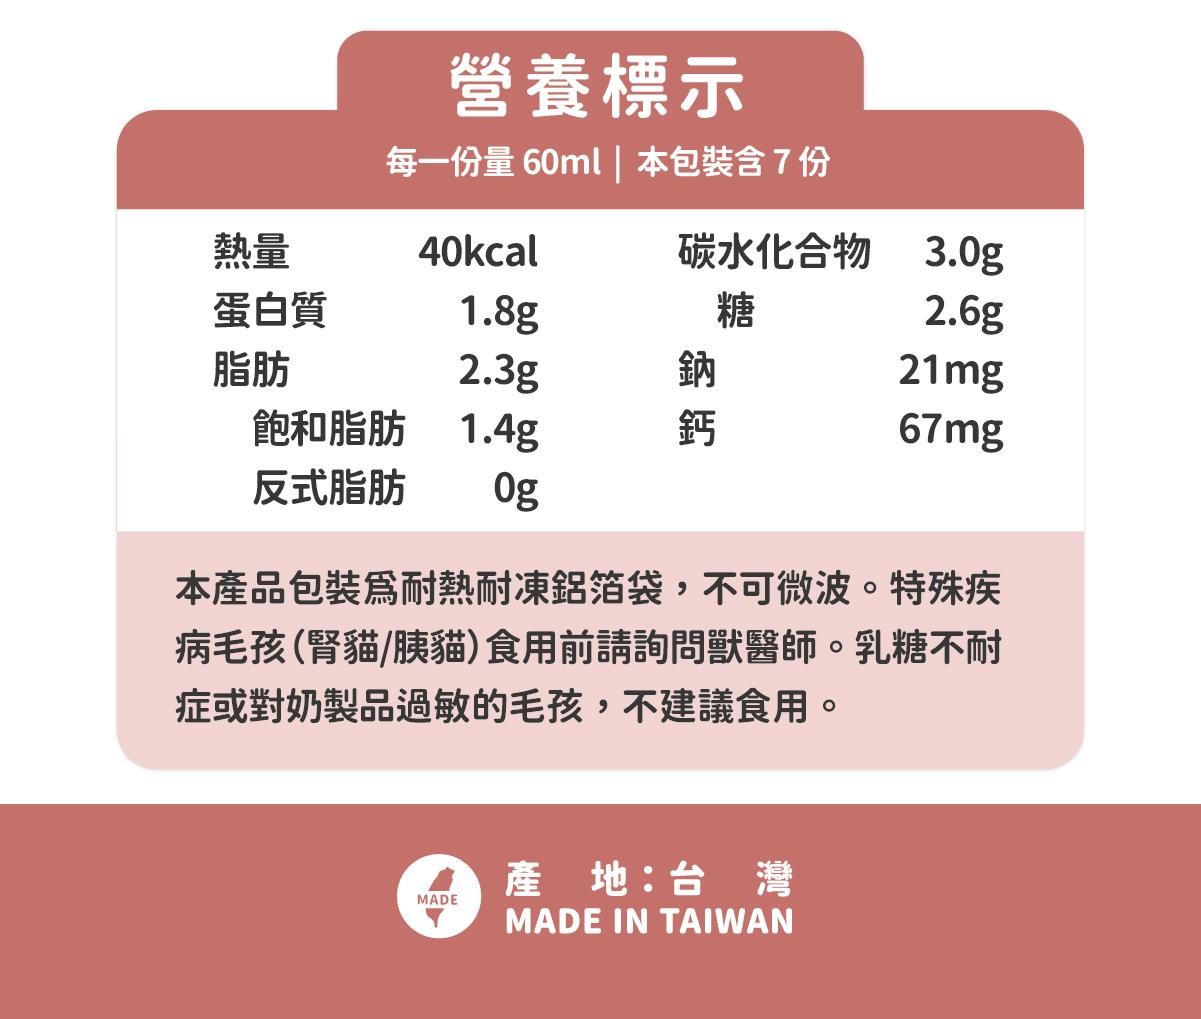 營養標示
每一份量 60ml | 本包裝含 7 份
熱量 40kcal
蛋白質 1.8g
脂肪 2.3g
飽和脂肪 1.4g
反式脂肪 0g
碳水化合物 3.0g
糖 2.6g
鈉 21mg
鈣 67mg
本產品包裝爲耐熱耐凍鋁箔袋，不可微波。特殊疾
病毛孩(腎貓/胰貓)食用前請詢問獸醫師。乳糖不耐
症或對奶製品過敏的毛孩，不建議食用。
MADE
產 地：台 灣
MADE IN TAIWAN